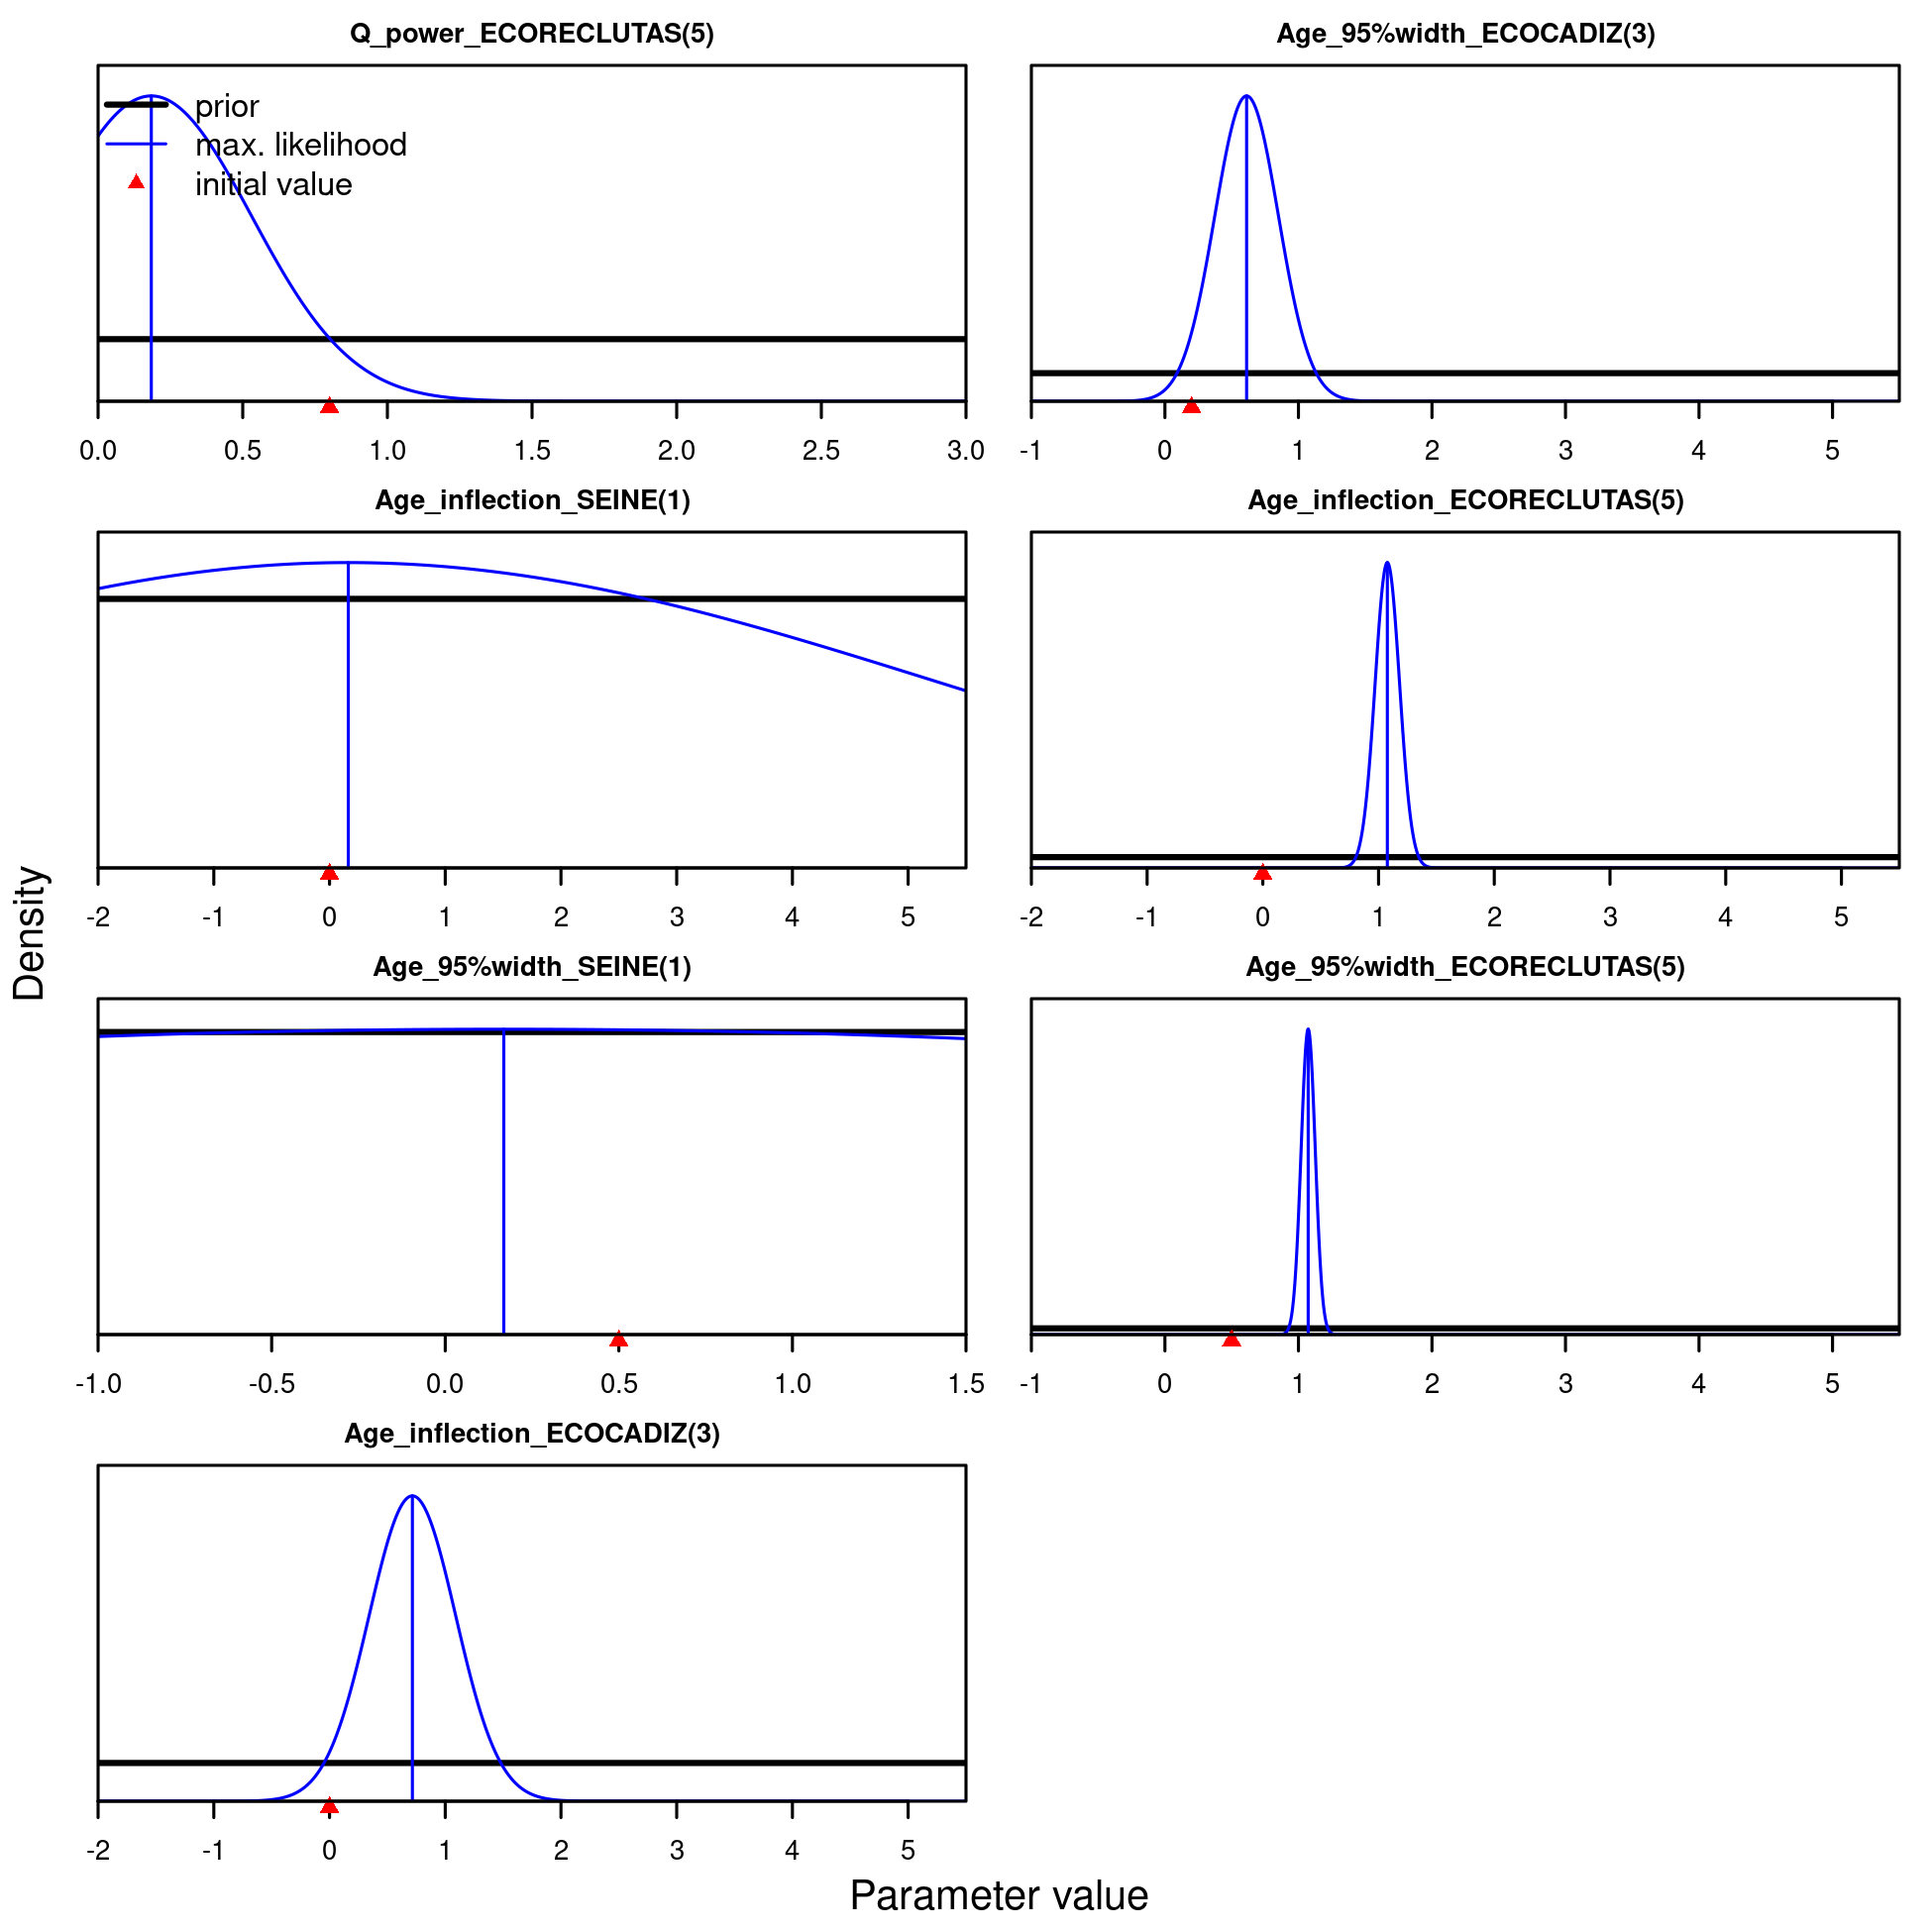 Q_power_ECORECLUTAS(5)
prior
max. likelihood
initial value
0.0 0.5 1.0 1.5 2.0 2.5 3.0
Age_95%width_ECOCADIZ(3)
-1 0 1 2 3 4 5
Age_inflection_SEINE(1)
-2 -1 0 1 2 3 4 5
Age_inflection_ECORECLUTAS(5)
-2 -1 0 1 2 3 4 5
Age_95%width_SEINE(1)
-1.0 -0.5 0.0 0.5 1.0 1.5
Age_95%width_ECORECLUTAS(5)
-1 0 1 2 3 4 5
Age_inflection_ECOCADIZ(3)
-2 -1 0 1 2 3 4 5
Density
Parameter value